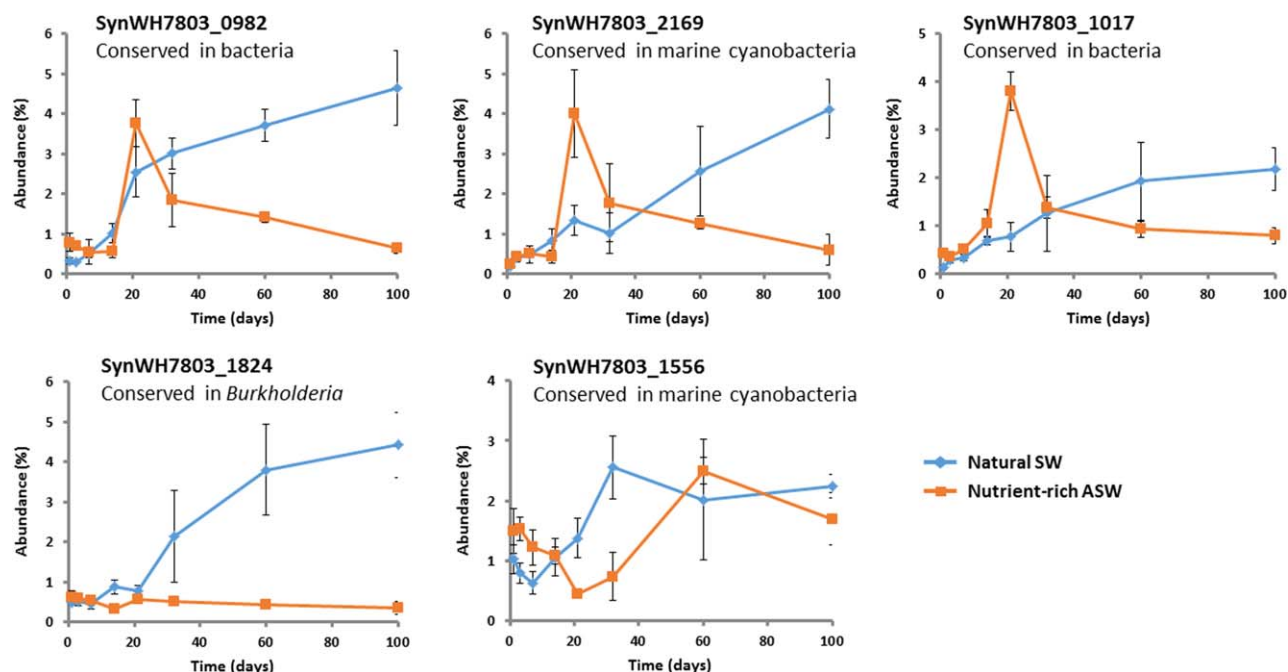 SynWH7803_0982
Conserved in bacteria
6
5
4
3
2
1
0
Abundance (%)
0 20 40 60 80 100
Time (days)
SynWH7803_2169
Conserved in marine cyanobacteria
6
5
4
3
2
1
0
Abundance (%)
0 20 40 60 80 100
Time (days)
SynWH7803_1017
Conserved in bacteria
5
4
3
2
1
0
Abundance (%)
0 20 40 60 80 100
Time (days)
SynWH7803_1824
Conserved in Burkholderia
6
5
4
3
2
1
0
Abundance (%)
0 20 40 60 80 100
Time (days)
SynWH7803_1556
Conserved in marine cyanobacteria
4
3
2
1
0
Abundance (%)
0 20 40 60 80 100
Time (days)
Natural SW
Nutrient-rich ASW